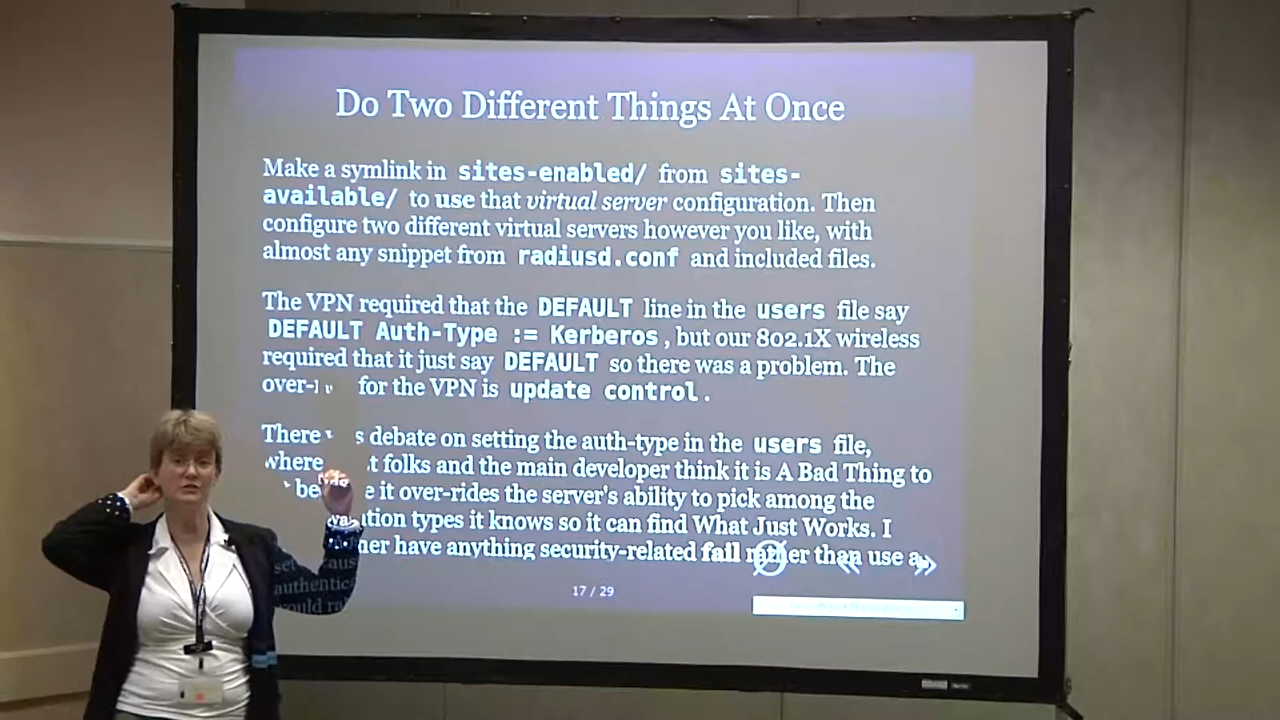 Do Two Different Things At Once
Make a symlink in sites-enabled/ from sites-
available/ to use that virtual server configuration. Then
configure two different virtual servers however you like, with
almost any snippet from radiusd.conf and included files.
The VPN required that the DEFAULT line in the users file say
DEFAULT Auth-Type := Kerberos, but our 802.1X wireless
required that it just say DEFAULT so there was a problem. The
for the VPN is update control.
There debate on setting the auth-type in the users file,
where folks and the main developer think it is A Bad Thing to
it over-rides the server's ability to pick among the
types it knows so it can find What Just Works. I
have anything security-related fail rather than use a
17 / 29